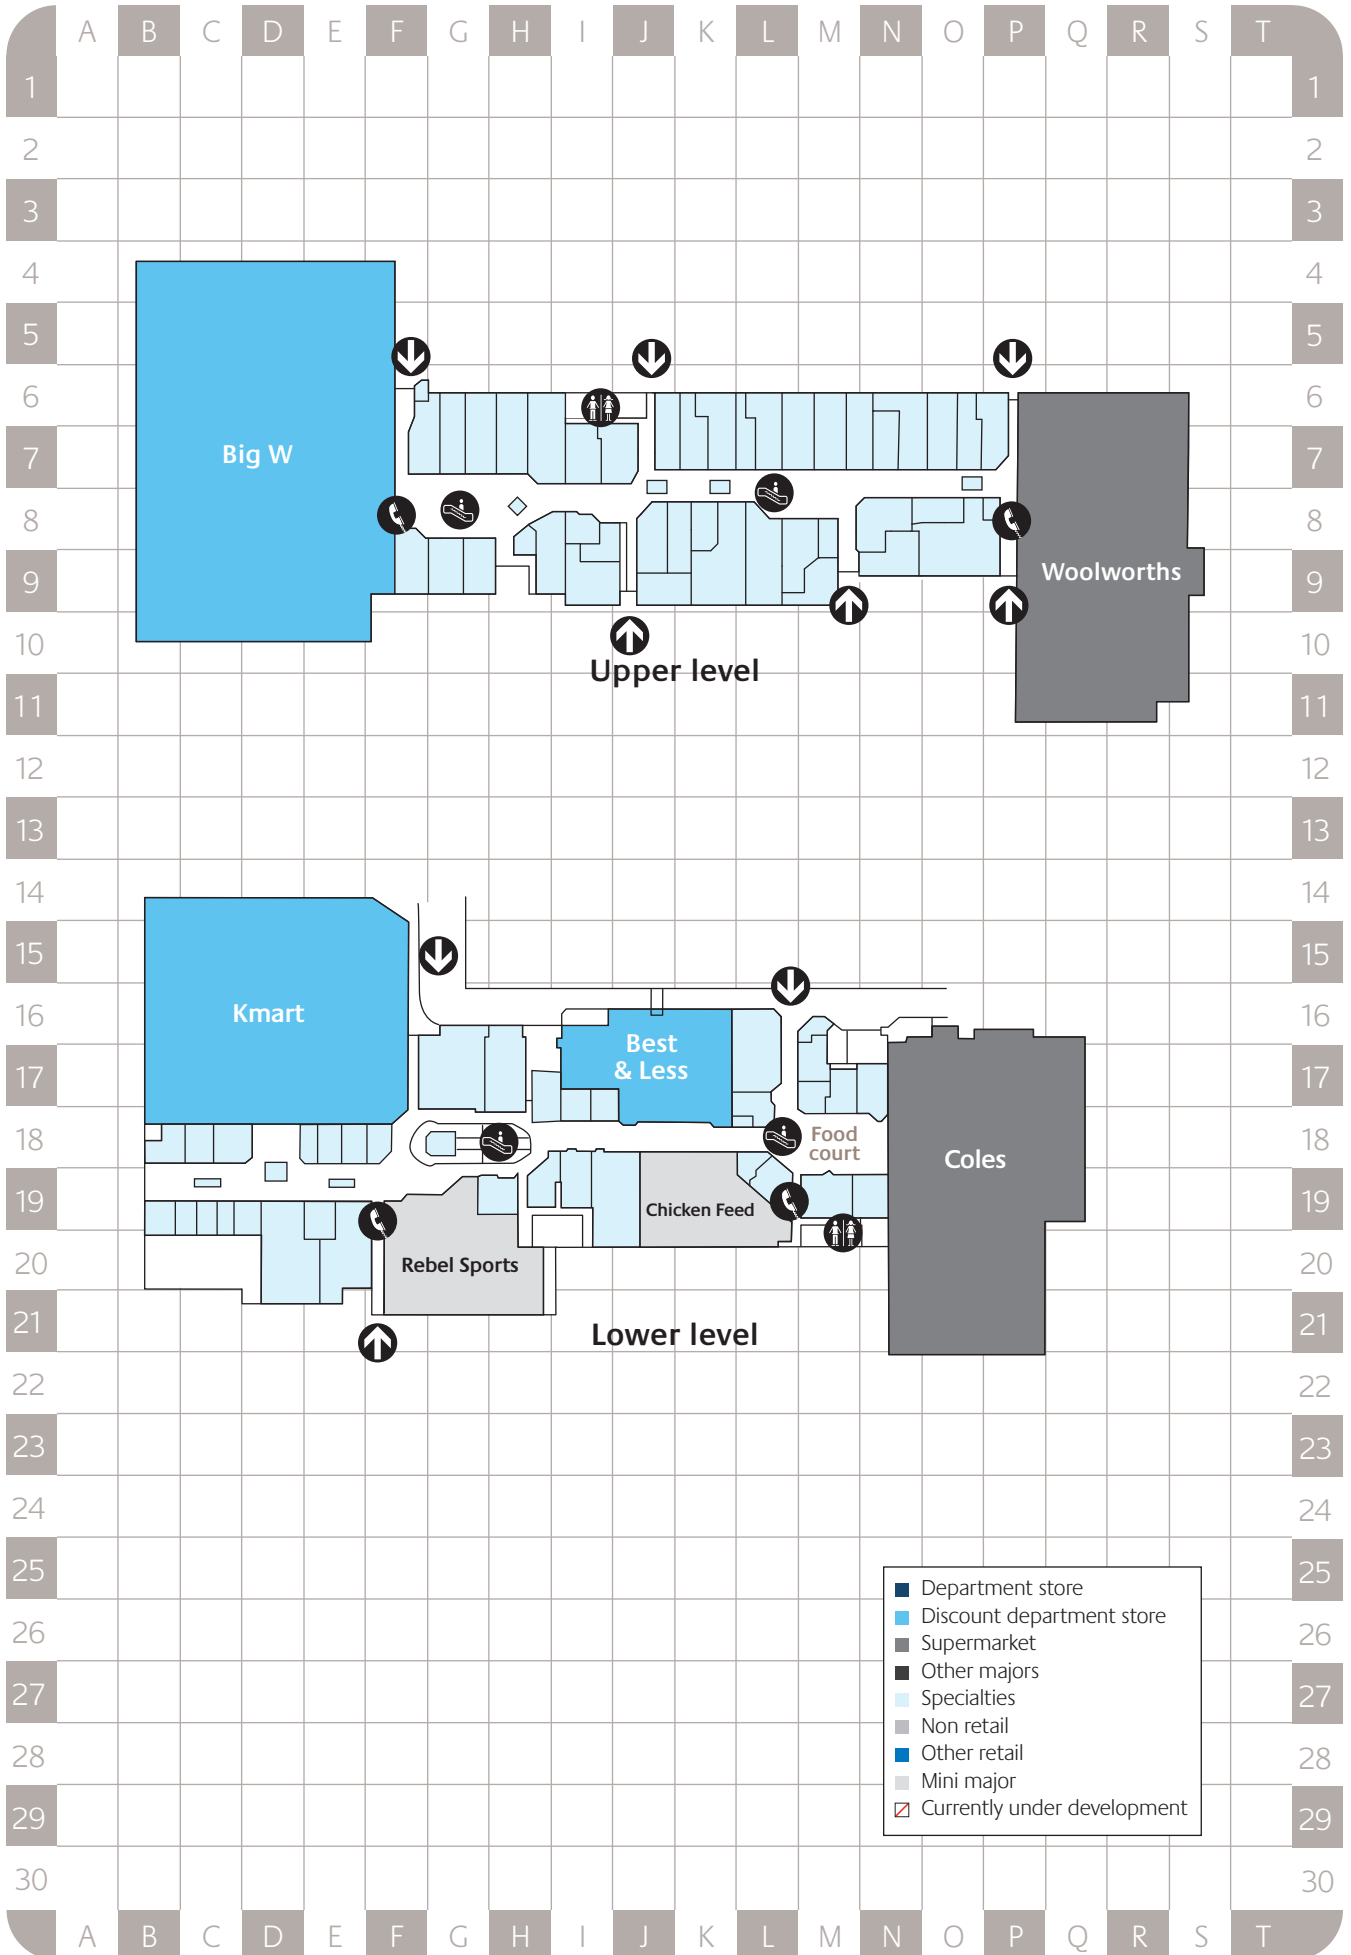 A B C D E F G H I J K L M N O P Q R S T
1 1
2 2
3 3
4 4
5 5
6 6
7 Big W 7
8 8
9 Woolworths 9
10 10
Upper level
11 11
12 12
13 13
14 14
15 15
16 Kmart 16
Best
17 & Less 17
18 Food 18
court
Coles
19 Chicken Feed 19
20 Rebel Sports 20
21 Lower level 21
22 22
23 23
24 24
25 25
Department store
Discount department store
26 26
Supermarket
Other majors
27 Specialties 27
Non retail
28 Other retail 28
Mini major
29 Currently under development 29
30 30
A B C D E F G H I J K L M N O P Q R S T